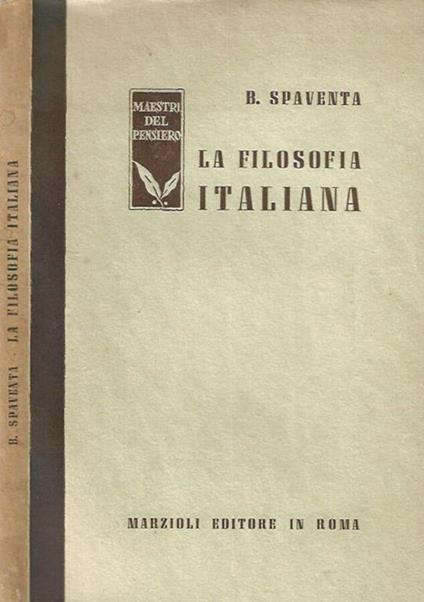 B. SPAVENTA · LA FILOSOFIA ITALIANA
MAESTRI
DEL
PENSIERO
B. SPAVENTA
LA FILOSOFIA
ITALIANA
MARZIOLI EDITORE IN ROMA